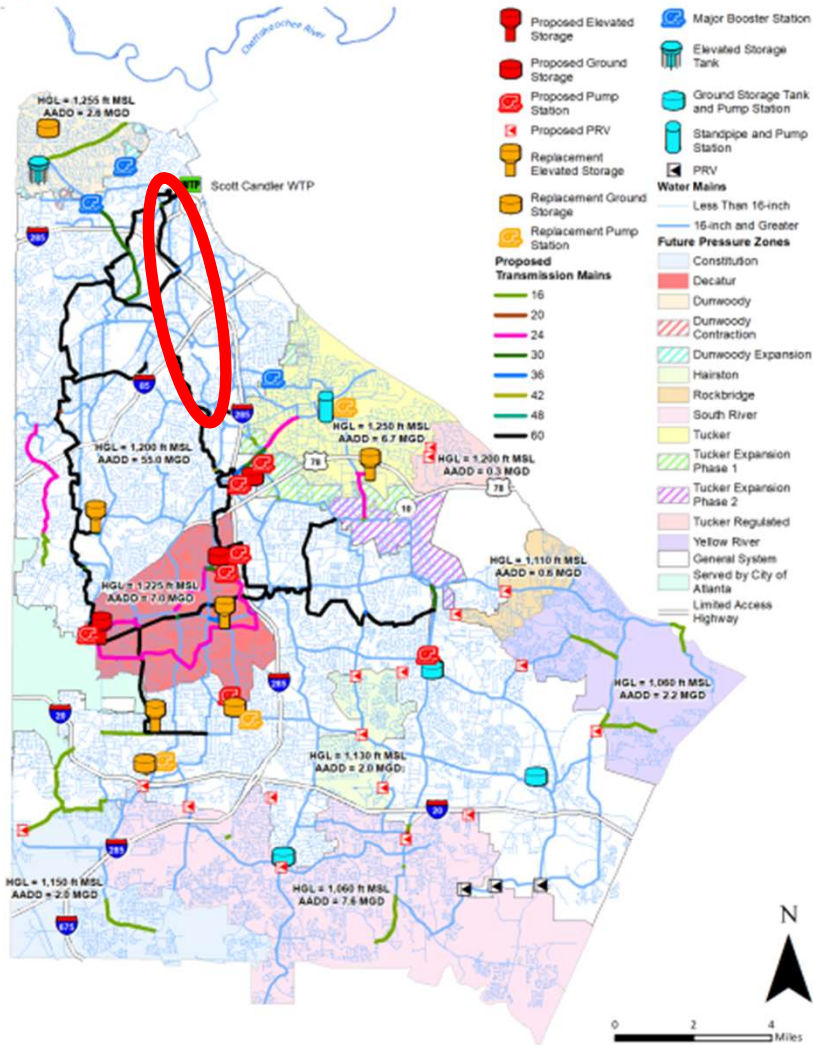 Chattahoochee River
HGL = 1,255 ft MSL
AADD = 2.6 MGD
WTP
Scott Candler WTP
285
85
285
HGL = 1,200 ft MSL
AADD = 55.0 MGD
HGL = 1,250 ft MSL
AADD = 6.7 MGD
78
HGL = 1,200 ft MSL
AADD = 0.3 MGD
78
10
HGL = 1,110 ft MSL
AADD = 0.6 MGD
HGL = 1,225 ft MSL
AADD = 7.0 MGD
285
HGL = 1,060 ft MSL
AADD = 2.2 MGD
20
HGL = 1,130 ft MSL
AADD = 2.0 MGD
20
285
HGL = 1,150 ft MSL
AADD = 2.0 MGD
HGL = 1,060 ft MSL
AADD = 7.6 MGD
675
Proposed Elevated
Storage
Proposed Ground
Storage
Proposed Pump
Station
Proposed PRV
Replacement
Elevated Storage
Replacement Ground
Storage
Replacement Pump
Station
Proposed
Transmission Mains
16
20
24
30
36
42
48
60
Major Booster Station
Elevated Storage
Tank
Ground Storage Tank
and Pump Station
Standpipe and Pump
Station
PRV
Water Mains
Less Than 16-inch
16-inch and Greater
Future Pressure Zones
Constitution
Decatur
Dunwoody
Dunwoody
Contraction
Dunwoody Expansion
Hairston
Rockbridge
South River
Tucker
Tucker Expansion
Phase 1
Tucker Expansion
Phase 2
Tucker Regulated
Yellow River
General System
Served by City of
Atlanta
Limited Access
Highway
N
0 2 4
Miles